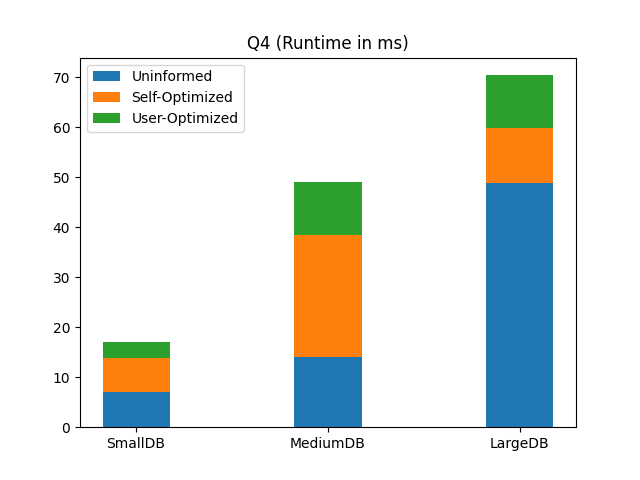 Q4 (Runtime in ms)
Uninformed
Self-Optimized
User-Optimized
70
60
50
40
30
20
10
0
SmallDB MediumDB LargeDB